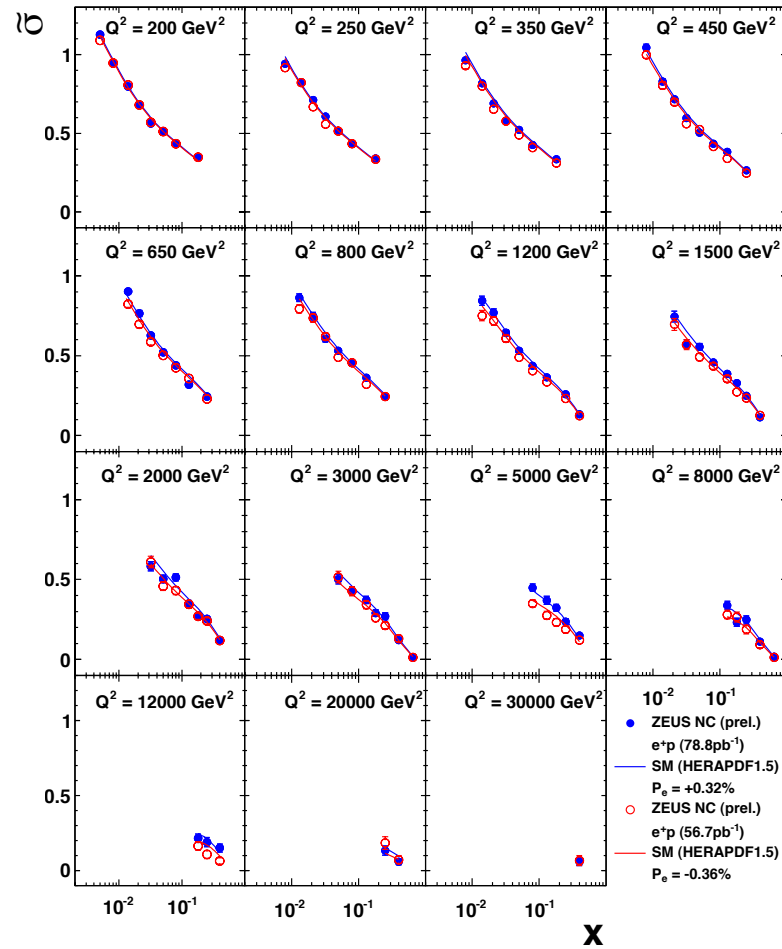 σ̃
Q² = 200 GeV² Q² = 250 GeV² Q² = 350 GeV² Q² = 450 GeV²
1
0.5
0
Q² = 650 GeV² Q² = 800 GeV² Q² = 1200 GeV² Q² = 1500 GeV²
1
0.5
0
Q² = 2000 GeV² Q² = 3000 GeV² Q² = 5000 GeV² Q² = 8000 GeV²
1
0.5
0
10⁻² 10⁻¹
Q² = 12000 GeV² Q² = 20000 GeV² Q² = 30000 GeV²
1
0.5
0
ZEUS NC (prel.)
e⁺p (78.8pb⁻¹)
SM (HERAPDF1.5)
Pₑ = +0.32%
ZEUS NC (prel.)
e⁺p (56.7pb⁻¹)
SM (HERAPDF1.5)
Pₑ = -0.36%
10⁻² 10⁻¹ 10⁻² 10⁻¹ 10⁻² 10⁻¹
x